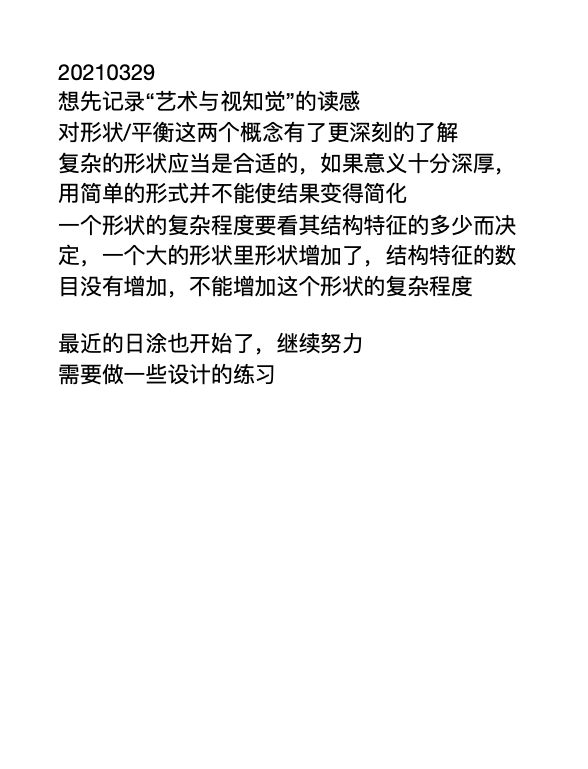 20210329
想先记录“艺术与视知觉”的读感
对形状/平衡这两个概念有了更深刻的了解
复杂的形状应当是合适的，如果意义十分深厚，
用简单的形式并不能使结果变得简化
一个形状的复杂程度要看其结构特征的多少而决
定，一个大的形状里形状增加了，结构特征的数
目没有增加，不能增加这个形状的复杂程度
最近的日涂也开始了，继续努力
需要做一些设计的练习